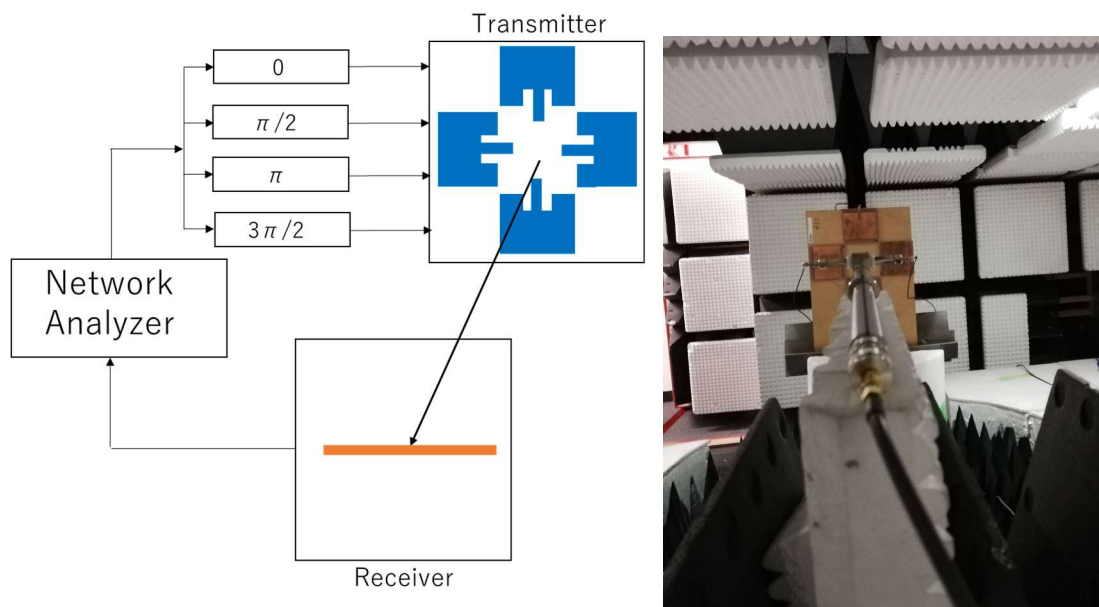 Transmitter
0
π/2
π
3π/2
Network
Analyzer
Receiver